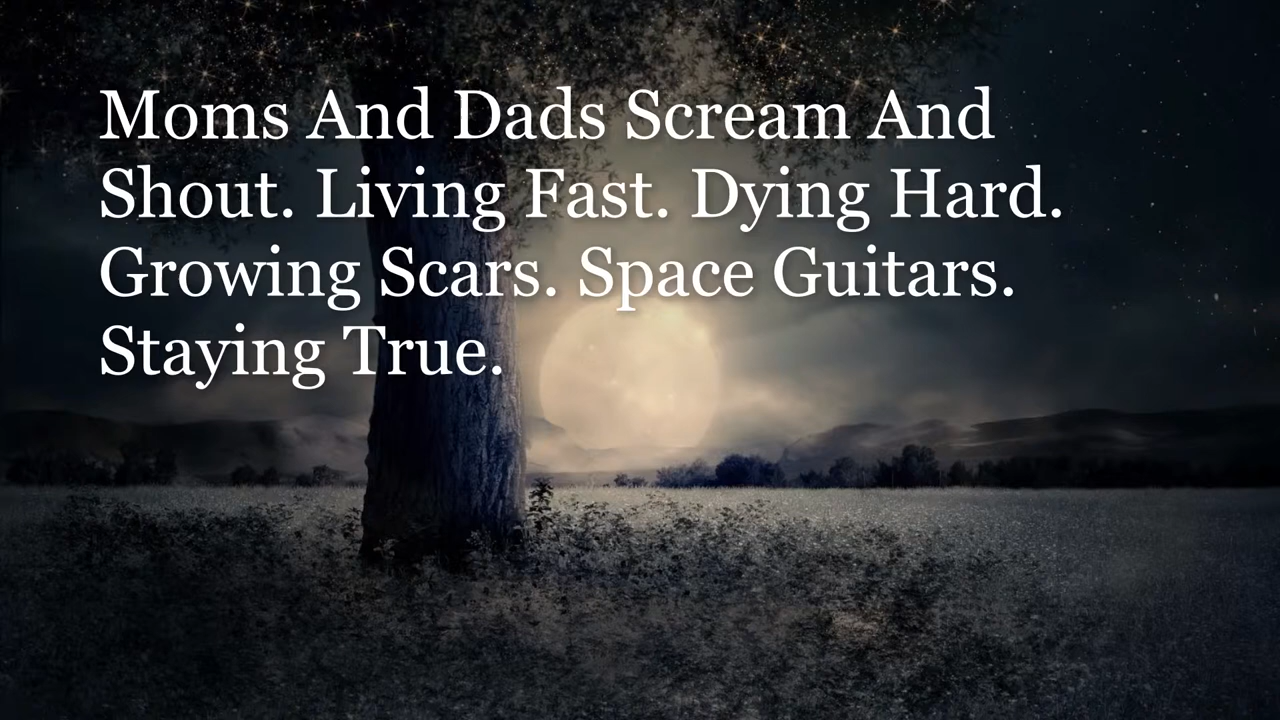 Moms And Dads Scream And
Shout. Living Fast. Dying Hard.
Growing Scars. Space Guitars.
Staying True.